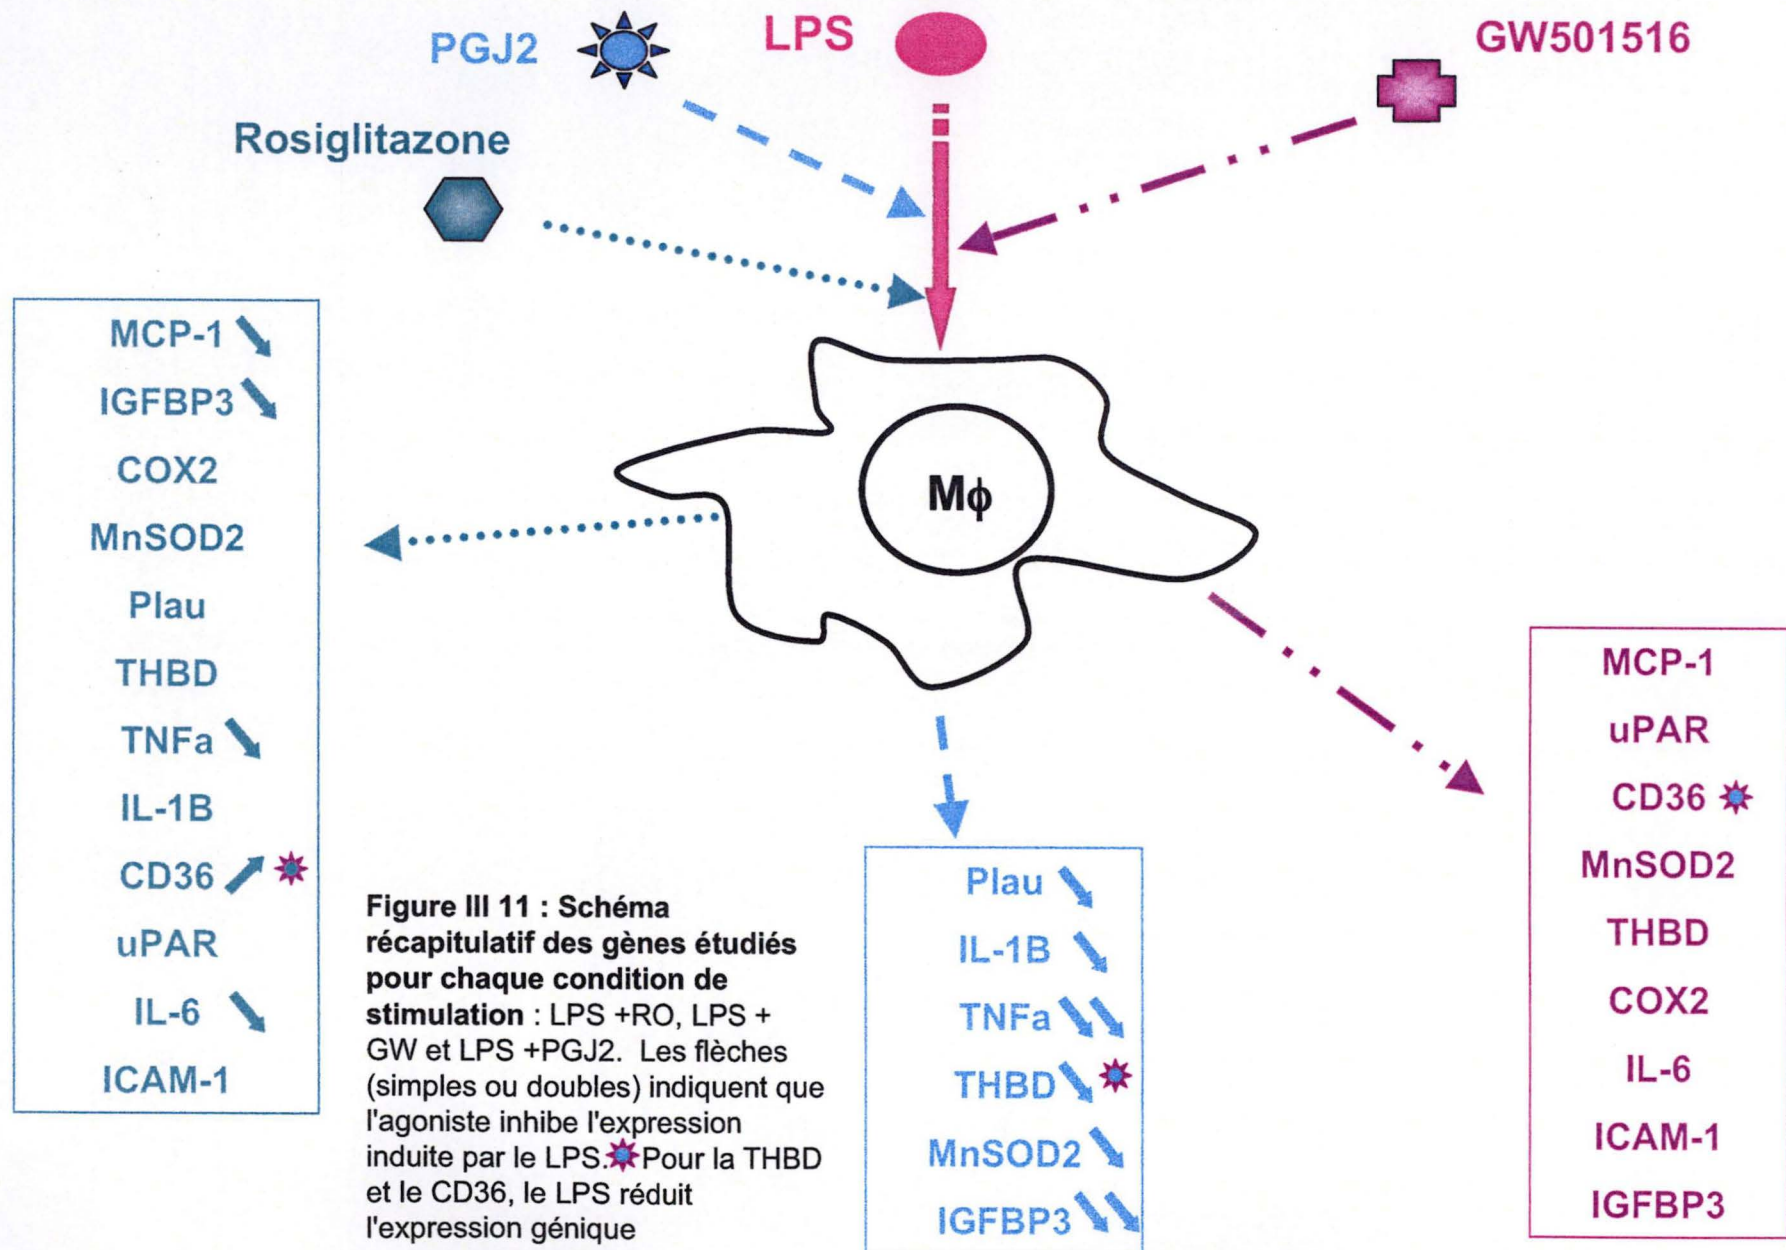 PGJ2
LPS
GW501516
Rosiglitazone
MCP-1
IGFBP3
COX2
MnSOD2
Plau
THBD
TNFa
IL-1B
CD36
uPAR
IL-6
ICAM-1
Mϕ
Figure III 11 : Schéma
récapitulatif des gènes étudiés
pour chaque condition de
stimulation : LPS +RO, LPS +
GW et LPS +PGJ2. Les flèches
(simples ou doubles) indiquent que
l'agoniste inhibe l'expression
induite par le LPS. Pour la THBD
et le CD36, le LPS réduit
l'expression génique
Plau
IL-1B
TNFa
THBD
MnSOD2
IGFBP3
MCP-1
uPAR
CD36
MnSOD2
THBD
COX2
IL-6
ICAM-1
IGFBP3